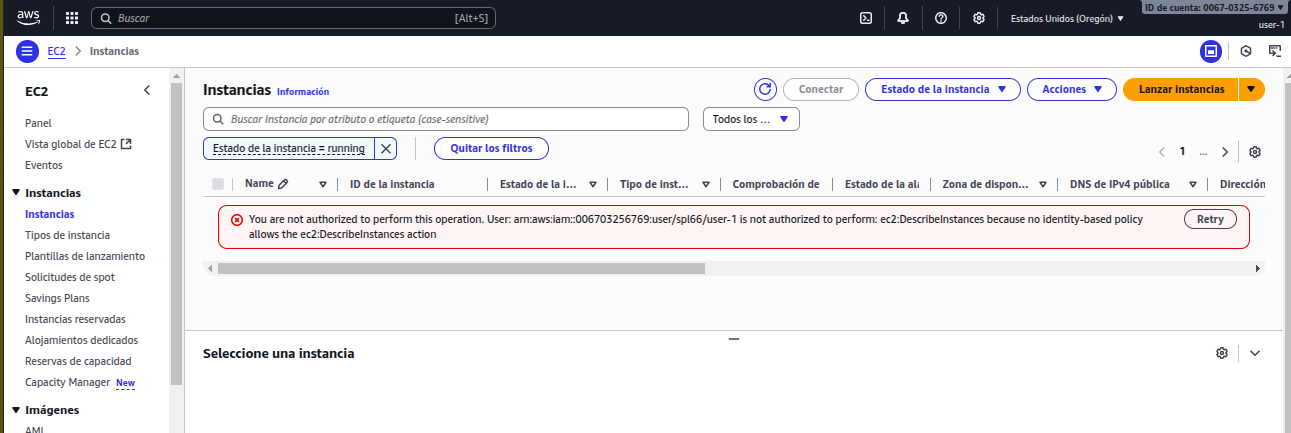 aws
Buscar [Alt+S]
Estados Unidos (Oregón)
ID de cuenta: 0067-0325-6769
user-1
EC2 > Instancias
EC2
Panel
Vista global de EC2
Eventos
Instancias
Instancias
Tipos de instancia
Plantillas de lanzamiento
Solicitudes de spot
Savings Plans
Instancias reservadas
Alojamientos dedicados
Reservas de capacidad
Capacity Manager New
Imágenes
AMI
Instancias Información
Conectar
Estado de la instancia
Acciones
Lanzar instancias
Buscar Instancia por atributo o etiqueta (case-sensitive)
Todos los ...
Estado de la instancia = running
Quitar los filtros
1 ...
Name ID de la instancia Estado de la i... Tipo de inst... Comprobación de Estado de la ala Zona de dispon... DNS de IPv4 pública Dirección
You are not authorized to perform this operation. User: arn:aws:iam::006703256769:user/spl66/user-1 is not authorized to perform: ec2:DescribeInstances because no identity-based policy
allows the ec2:DescribeInstances action
Retry
Seleccione una instancia